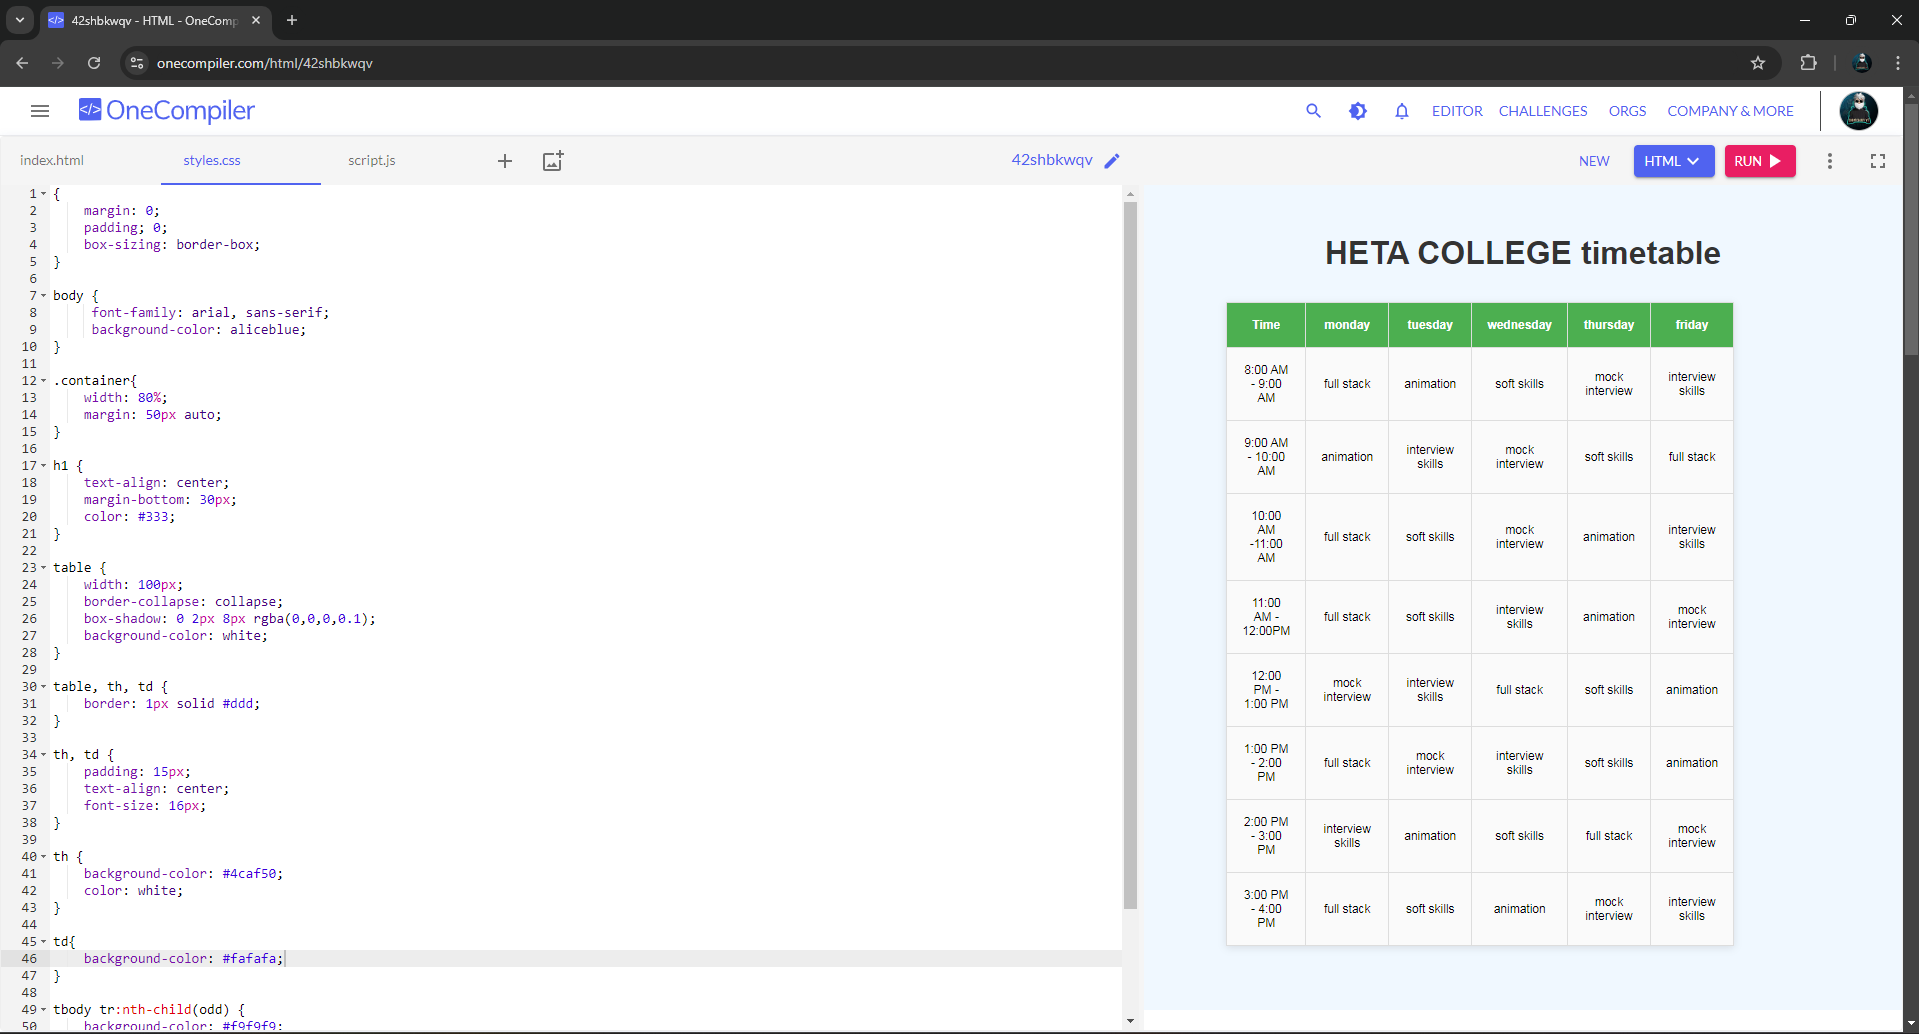 42shbkwqv - HTML - OneComp
onecompiler.com/html/42shbkwqv
</> OneCompiler
EDITOR CHALLENGES ORGS COMPANY & MORE
index.html styles.css script.js
42shbkwqv
NEW HTML RUN
1 {
2 margin: 0;
3 padding; 0;
4 box-sizing: border-box;
5 }
6
7 body {
8 font-family: arial, sans-serif;
9 background-color: aliceblue;
10 }
11
12 .container{
13 width: 80%;
14 margin: 50px auto;
15 }
16
17 h1 {
18 text-align: center;
19 margin-bottom: 30px;
20 color: #333;
21 }
22
23 table {
24 width: 100px;
25 border-collapse: collapse;
26 box-shadow: 0 2px 8px rgba(0,0,0,0.1);
27 background-color: white;
28 }
29
30 table, th, td {
31 border: 1px solid #ddd;
32 }
33
34 th, td {
35 padding: 15px;
36 text-align: center;
37 font-size: 16px;
38 }
39
40 th {
41 background-color: #4caf50;
42 color: white;
43 }
44
45 td{
46 background-color: #fafafa;
47 }
48
49 tbody tr:nth-child(odd) {
50 background-color: #f9f9f9;
HETA COLLEGE timetable
Time monday tuesday wednesday thursday friday
8:00 AM
- 9:00
AM
full stack
animation
soft skills
mock
interview
interview
skills
9:00 AM
- 10:00
AM
animation
interview
skills
mock
interview
soft skills
full stack
10:00
AM
-11:00
AM
full stack
soft skills
mock
interview
animation
interview
skills
11:00
AM -
12:00PM
full stack
soft skills
interview
skills
animation
mock
interview
12:00
PM -
1:00 PM
mock
interview
interview
skills
full stack
soft skills
animation
1:00 PM
- 2:00
PM
full stack
mock
interview
interview
skills
soft skills
animation
2:00 PM
- 3:00
PM
interview
skills
animation
soft skills
full stack
mock
interview
3:00 PM
- 4:00
PM
full stack
soft skills
animation
mock
interview
interview
skills